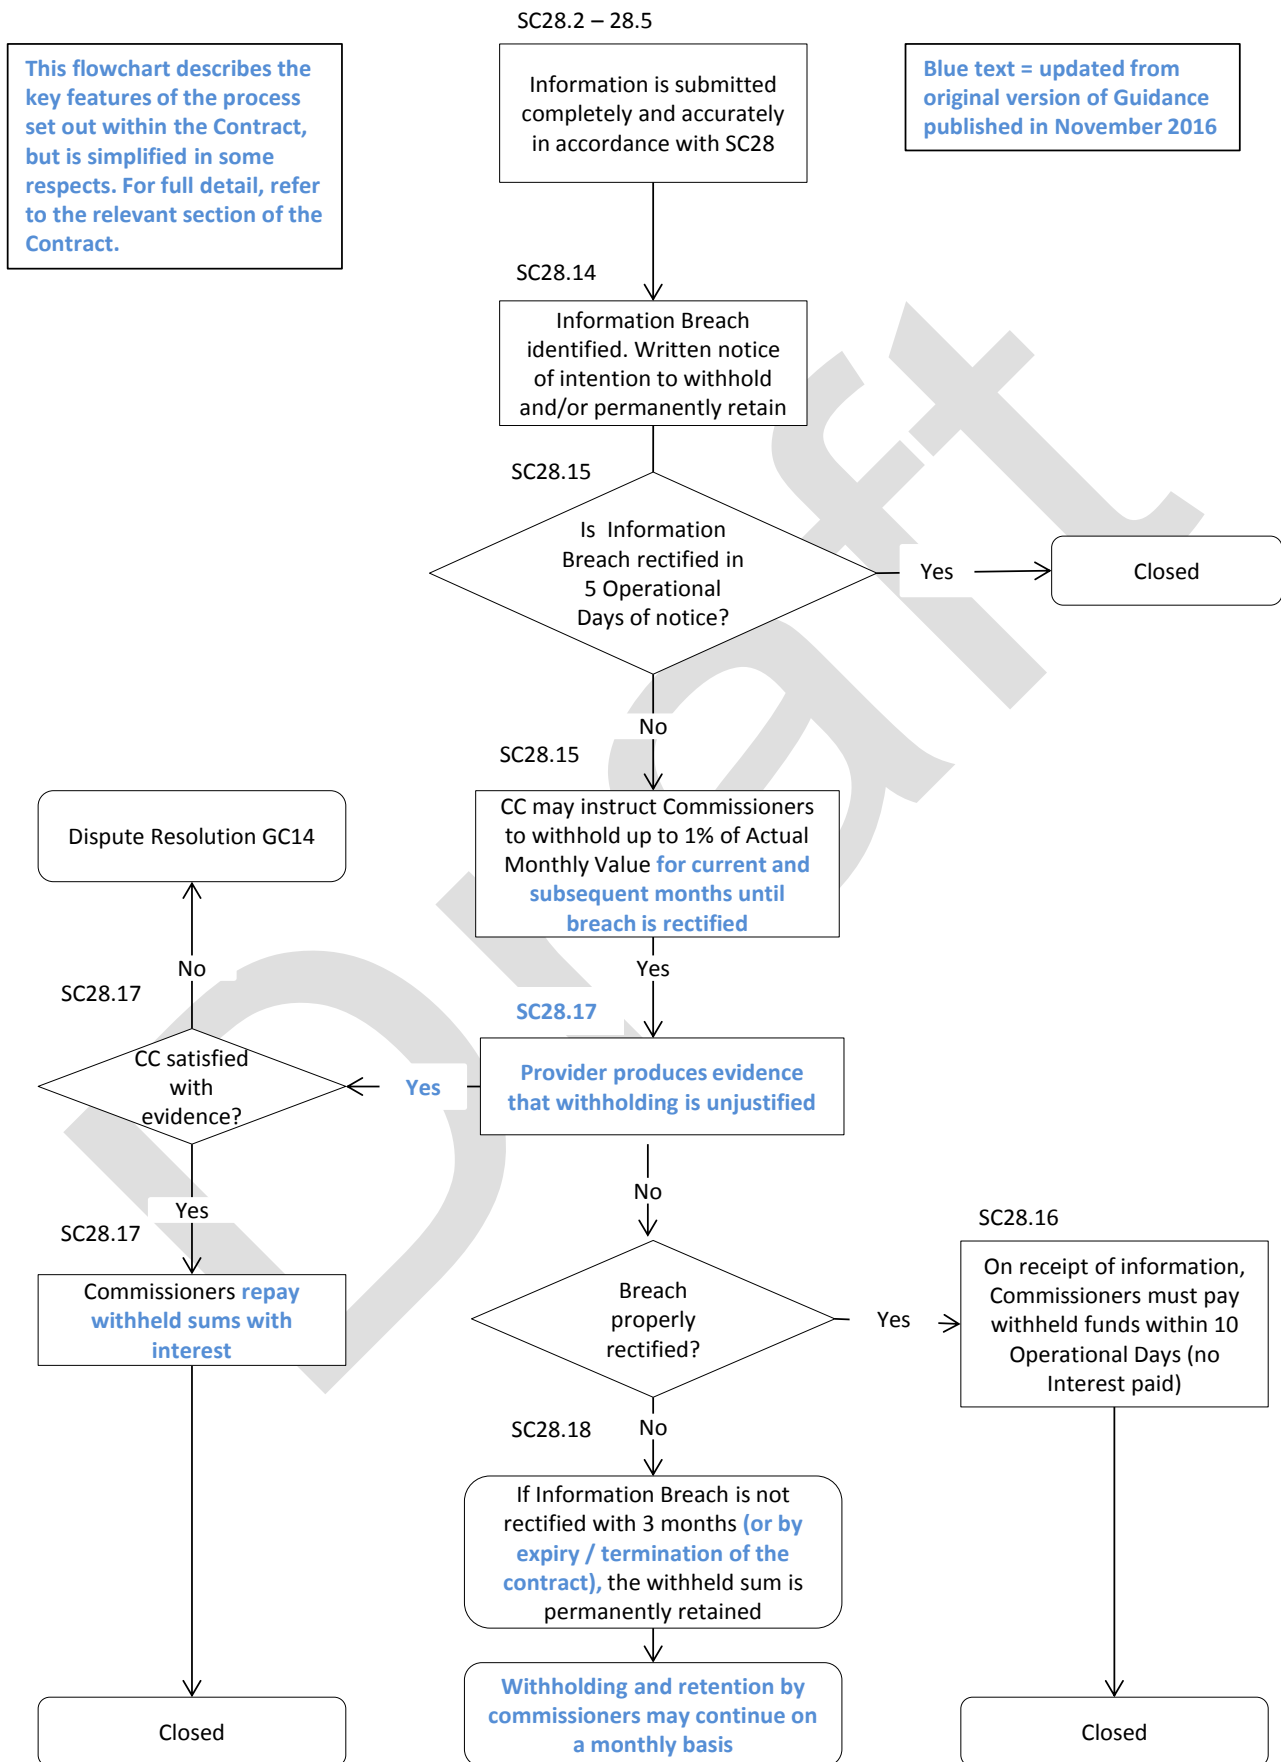 SC28.2 – 28.5
This flowchart describes the
key features of the process
set out within the Contract,
but is simplified in some
respects. For full detail, refer
to the relevant section of the
Contract.
Information is submitted
completely and accurately
in accordance with SC28
Blue text = updated from
original version of Guidance
published in November 2016
SC28.14
Information Breach
identified. Written notice
of intention to withhold
and/or permanently retain
SC28.15
Is Information
Breach rectified in
5 Operational
Days of notice?
Yes
Closed
No
SC28.15
CC may instruct Commissioners
to withhold up to 1% of Actual
Monthly Value for current and
subsequent months until
breach is rectified
Dispute Resolution GC14
No
SC28.17
Yes
SC28.17
CC satisfied
with
evidence?
Yes
Provider produces evidence
that withholding is unjustified
Yes
SC28.17
No
SC28.16
Commissioners repay
withheld sums with
interest
Breach
properly
rectified?
Yes
On receipt of information,
Commissioners must pay
withheld funds within 10
Operational Days (no
Interest paid)
SC28.18
No
If Information Breach is not
rectified with 3 months (or by
expiry / termination of the
contract), the withheld sum is
permanently retained
Closed
Withholding and retention by
commissioners may continue on
a monthly basis
Closed
Draft